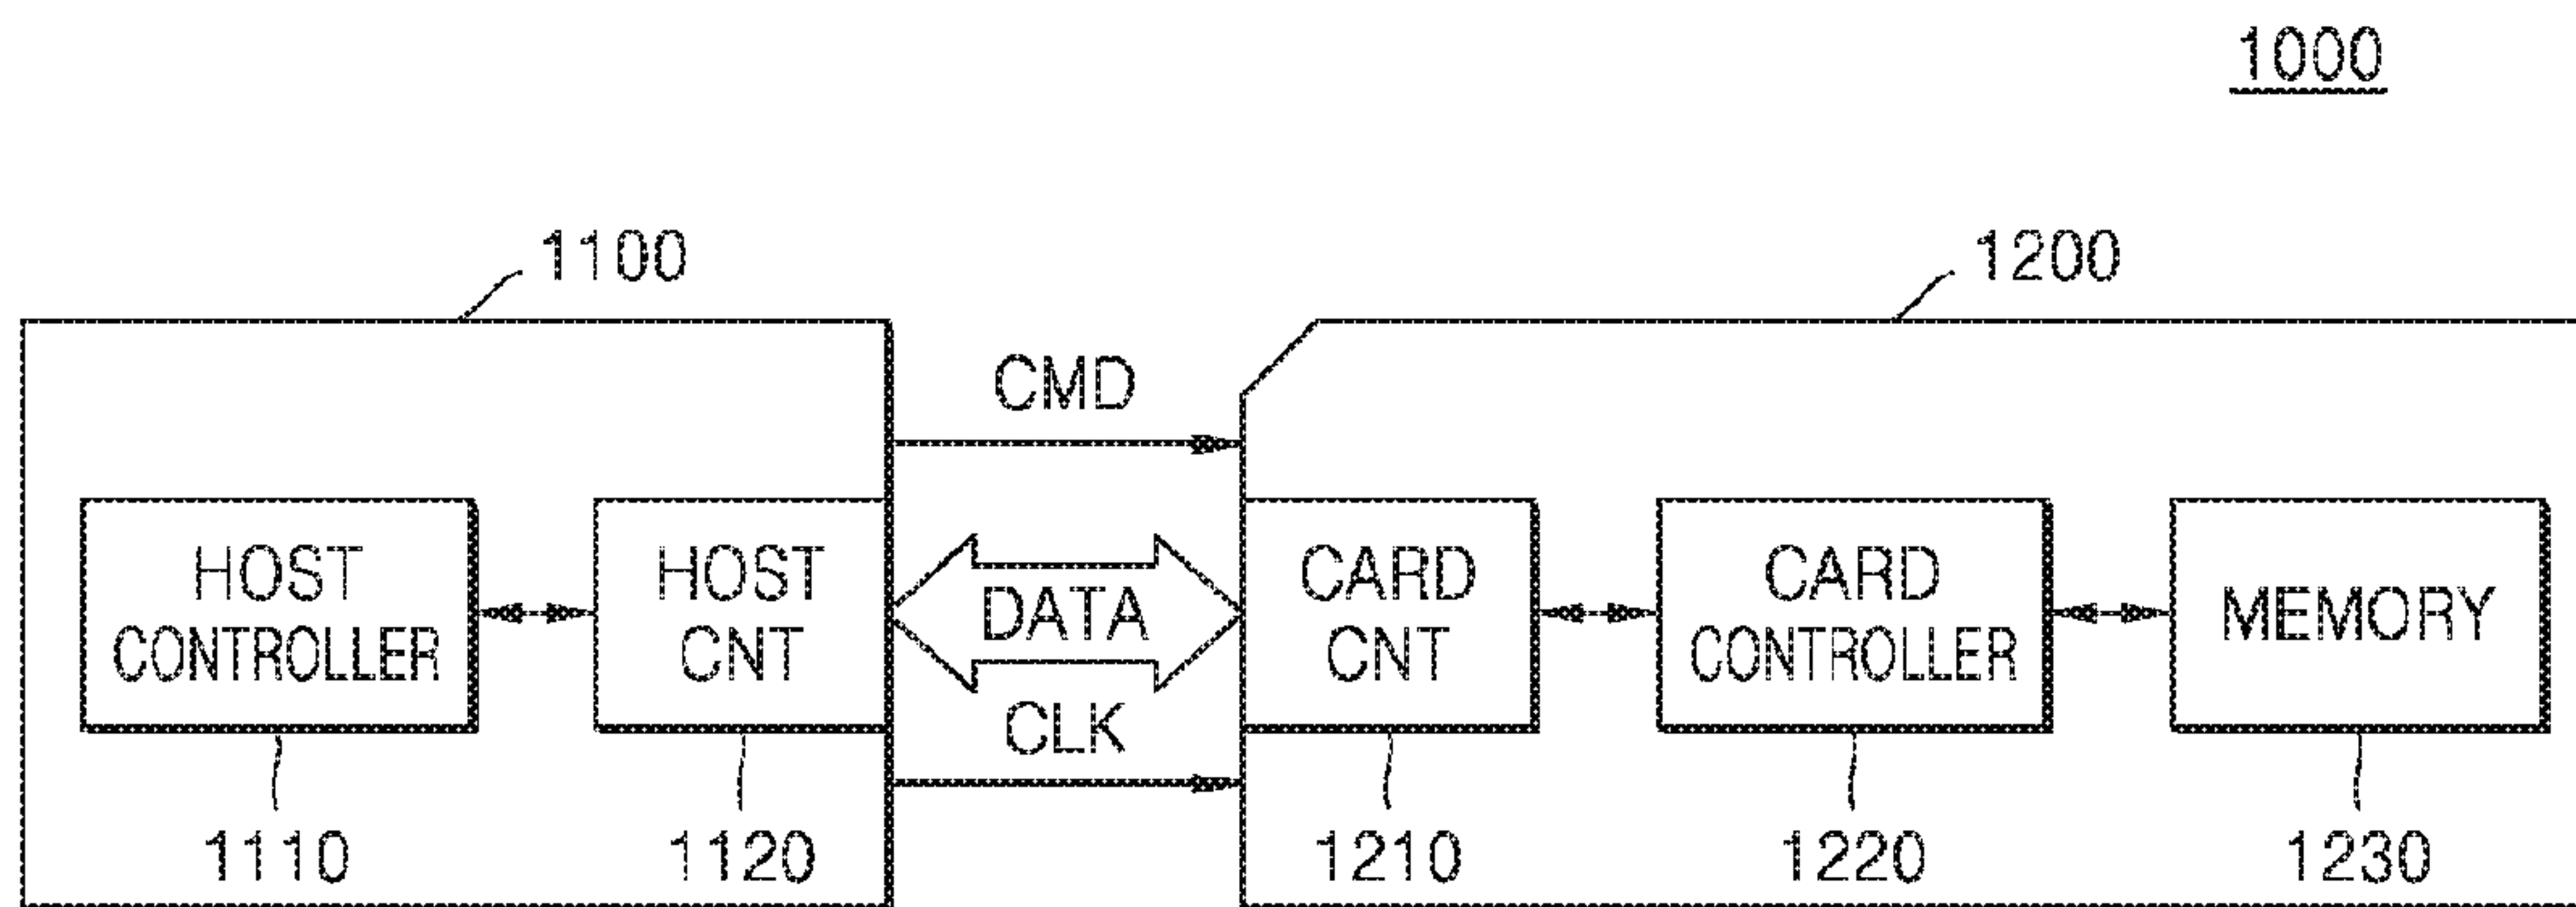 1000
1100
1200
CMD
HOST
CONTROLLER
HOST
CNT
DATA
CARD
CNT
CARD
CONTROLLER
MEMORY
CLK
1110
1120
1210
1220
1230